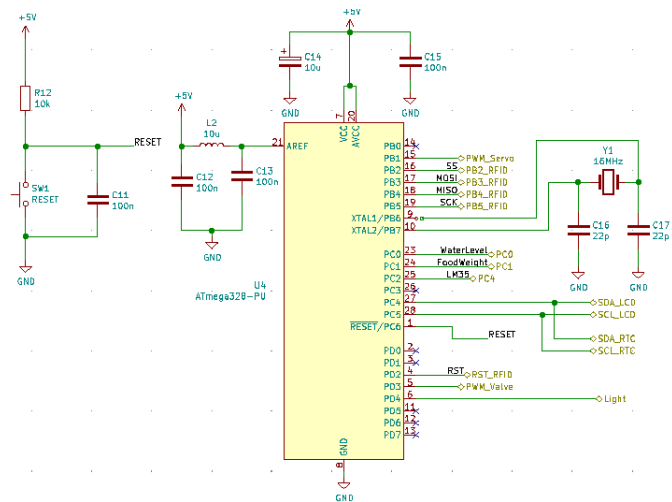 +5V
R12
10k
RESET
SW1
RESET
C11
100n
GND
+5V
L2
10u
C12
100n
C13
100n
GND
+5V
C14
10u
GND
C15
100n
GND
U4
ATmega328-PU
7
VCC
20
AVCC
21
AREF
GND
8
GND
PB0 14
PB1 15 PWM_Servo
PB2 16 SS PB2_RFID
PB3 17 MOSI PB3_RFID
PB4 18 MISO PB4_RFID
PB5 19 SCK PB5_RFID
XTAL1/PB6 9
XTAL2/PB7 10
PC0 23 WaterLevel PC0
PC1 24 FoodWeight PC1
PC2 25 LM35 PC4
PC3 26
PC4 27 SDA_LCD
PC5 28 SCL_LCD
SDA_RTC
SCL_RTC
RESET/PC6 1 RESET
PD0 2
PD1 3
PD2 4 RST RST_RFID
PD3 5 PWM_Valve
PD4 6 Light
PD5 11
PD6 12
PD7 13
Y1
16MHz
C16
22p
GND
C17
22p
GND